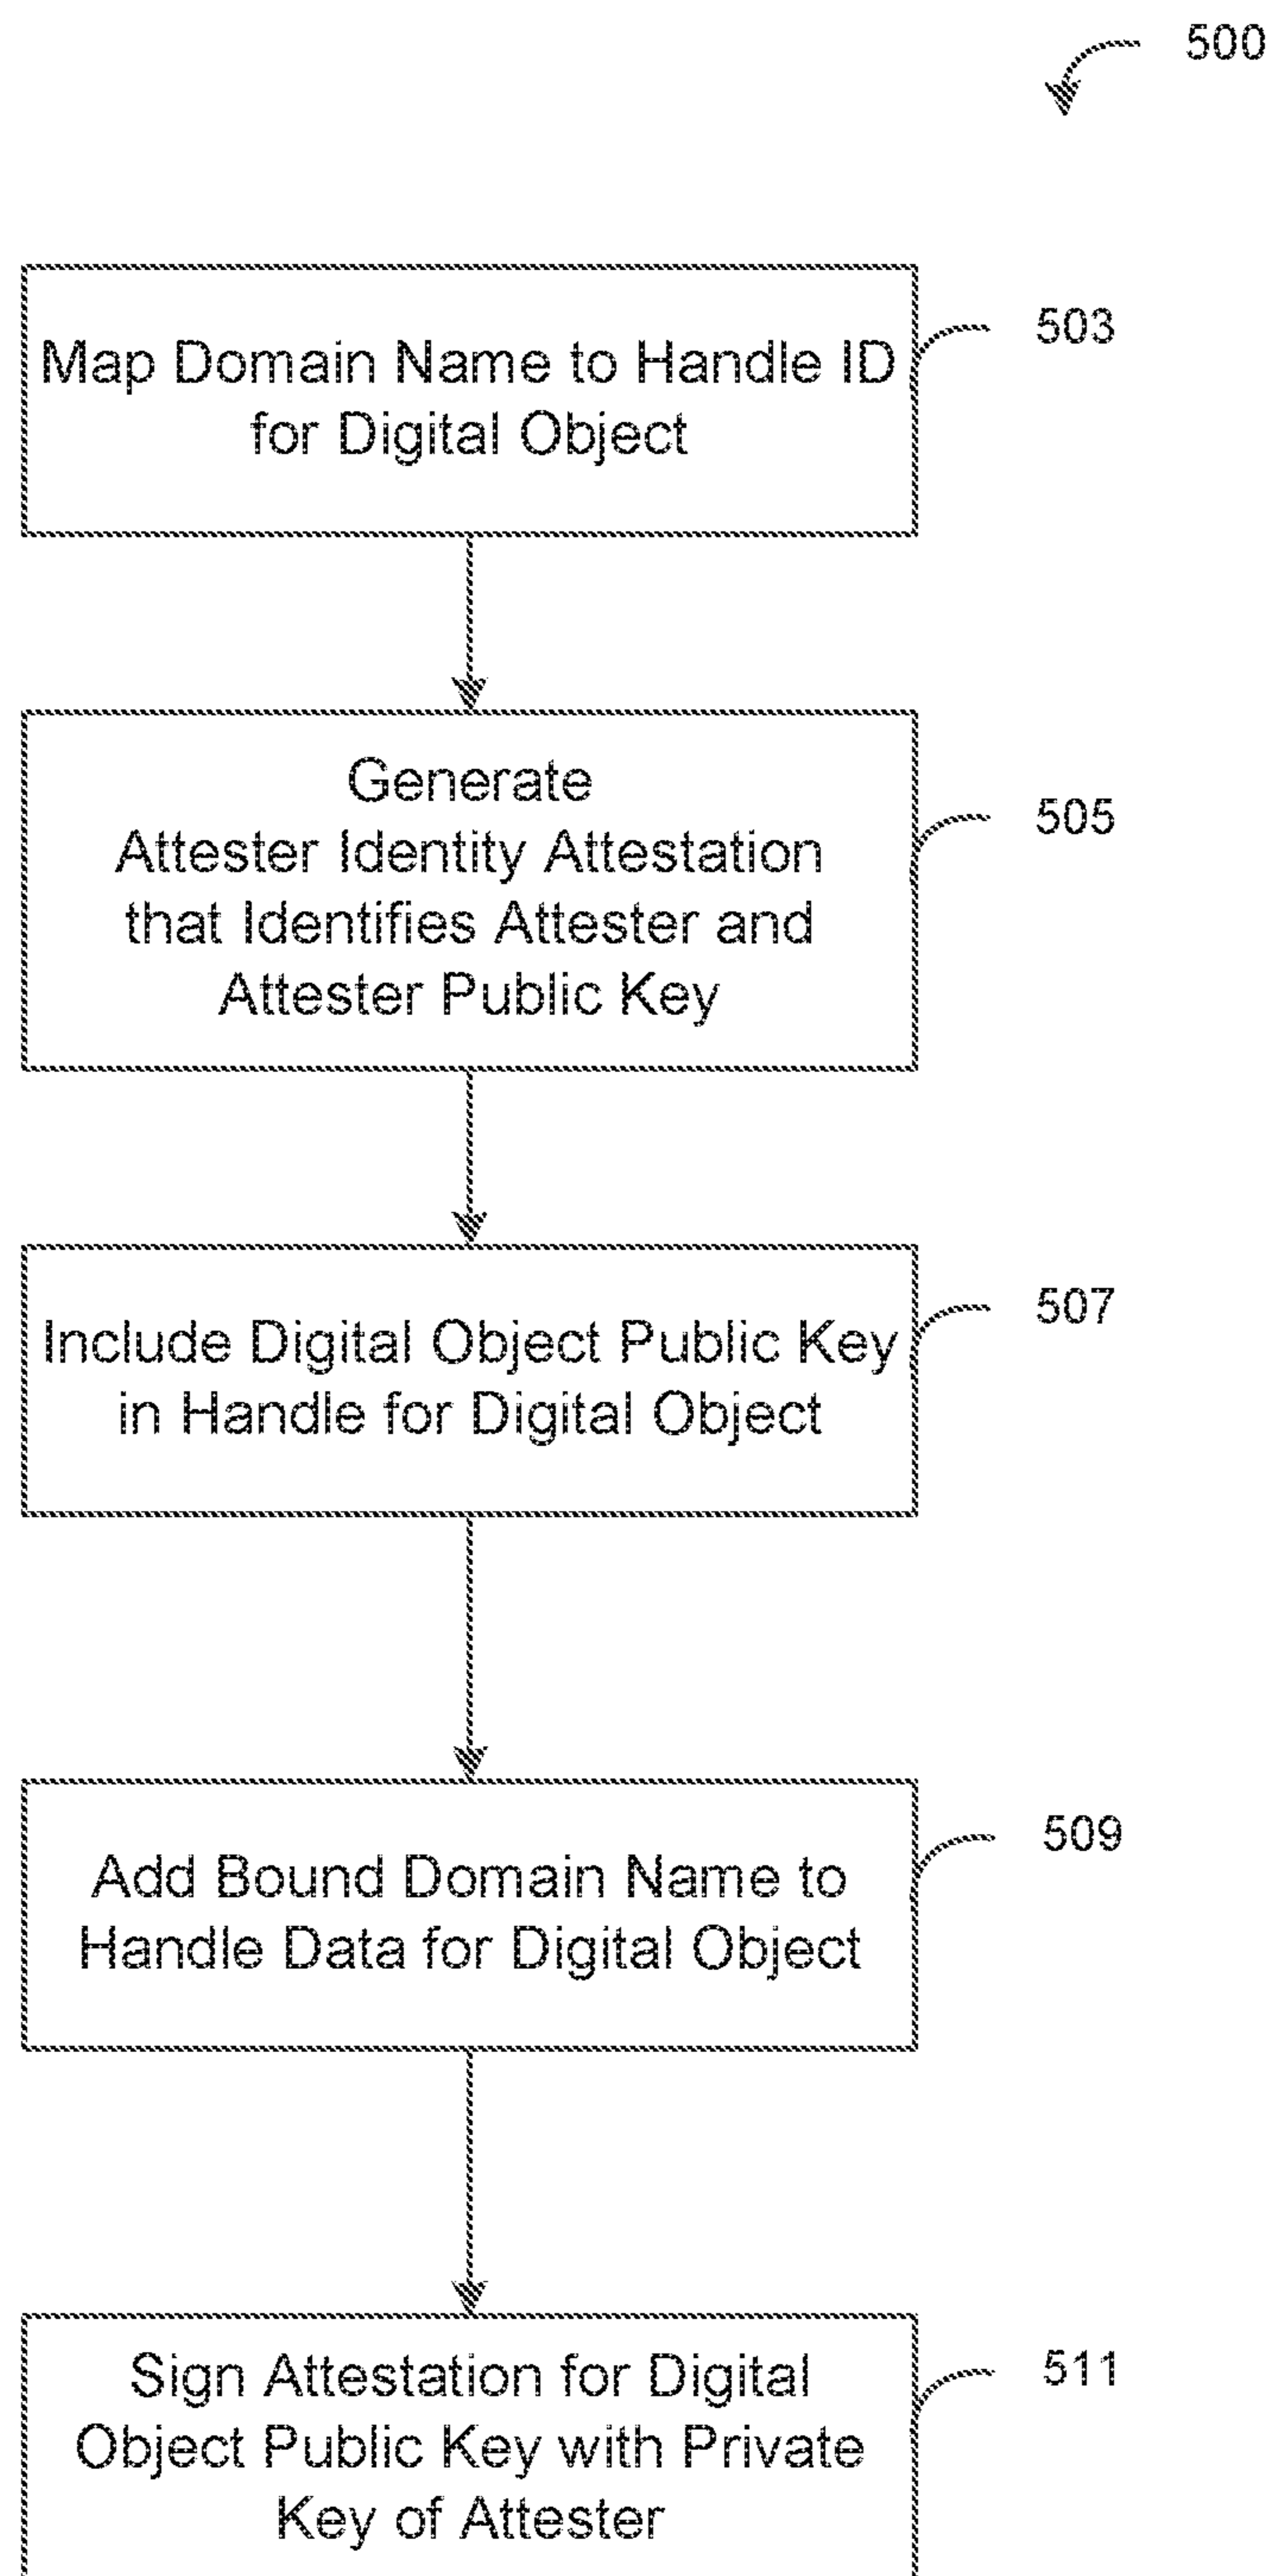 500
Map Domain Name to Handle ID
for Digital Object
503
Generate
Attester Identity Attestation
that Identifies Attester and
Attester Public Key
505
Include Digital Object Public Key
in Handle for Digital Object
507
Add Bound Domain Name to
Handle Data for Digital Object
509
Sign Attestation for Digital
Object Public Key with Private
Key of Attester
511